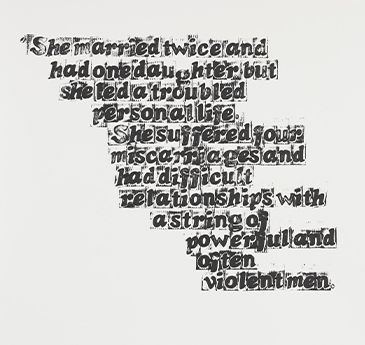 "She married twice and
had one daughter but
she led a troubled
personal life.
She suffered four
miscarriages and
had difficult
relationships with
a string of
powerful and
often
violent men.